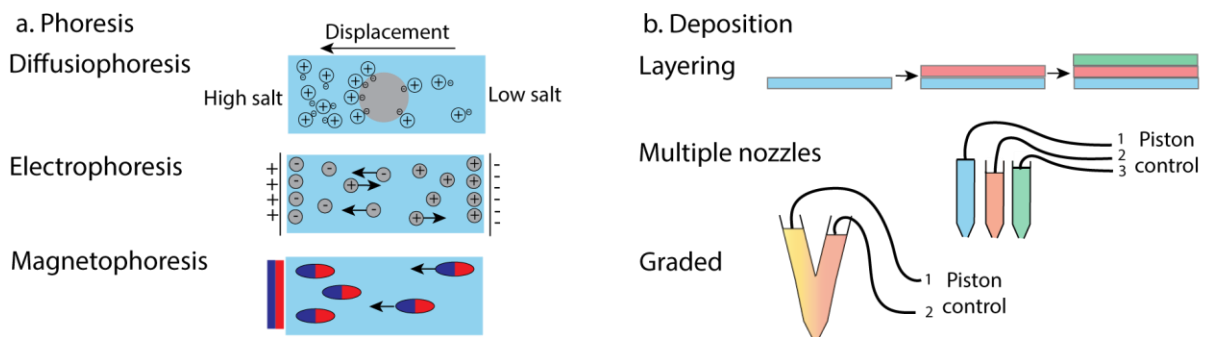 a. Phoresis
Displacement
Diffusiophoresis
High salt
Low salt
Electrophoresis
Magnetophoresis
b. Deposition
Layering
Multiple nozzles
1 Piston
2 control
3
Graded
1 Piston
2 control